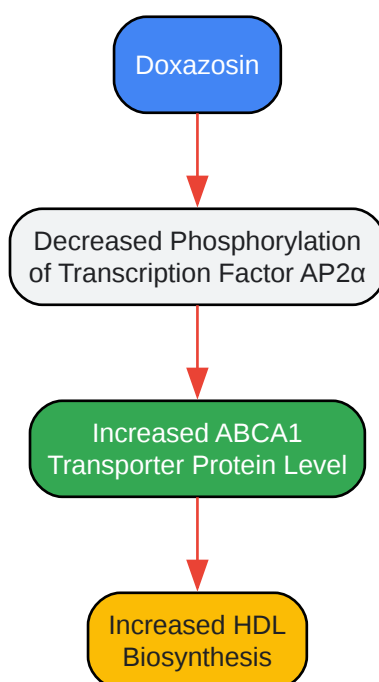 Doxazosin
Decreased Phosphorylation
of Transcription Factor AP2α
Increased ABCA1
Transporter Protein Level
Increased HDL
Biosynthesis